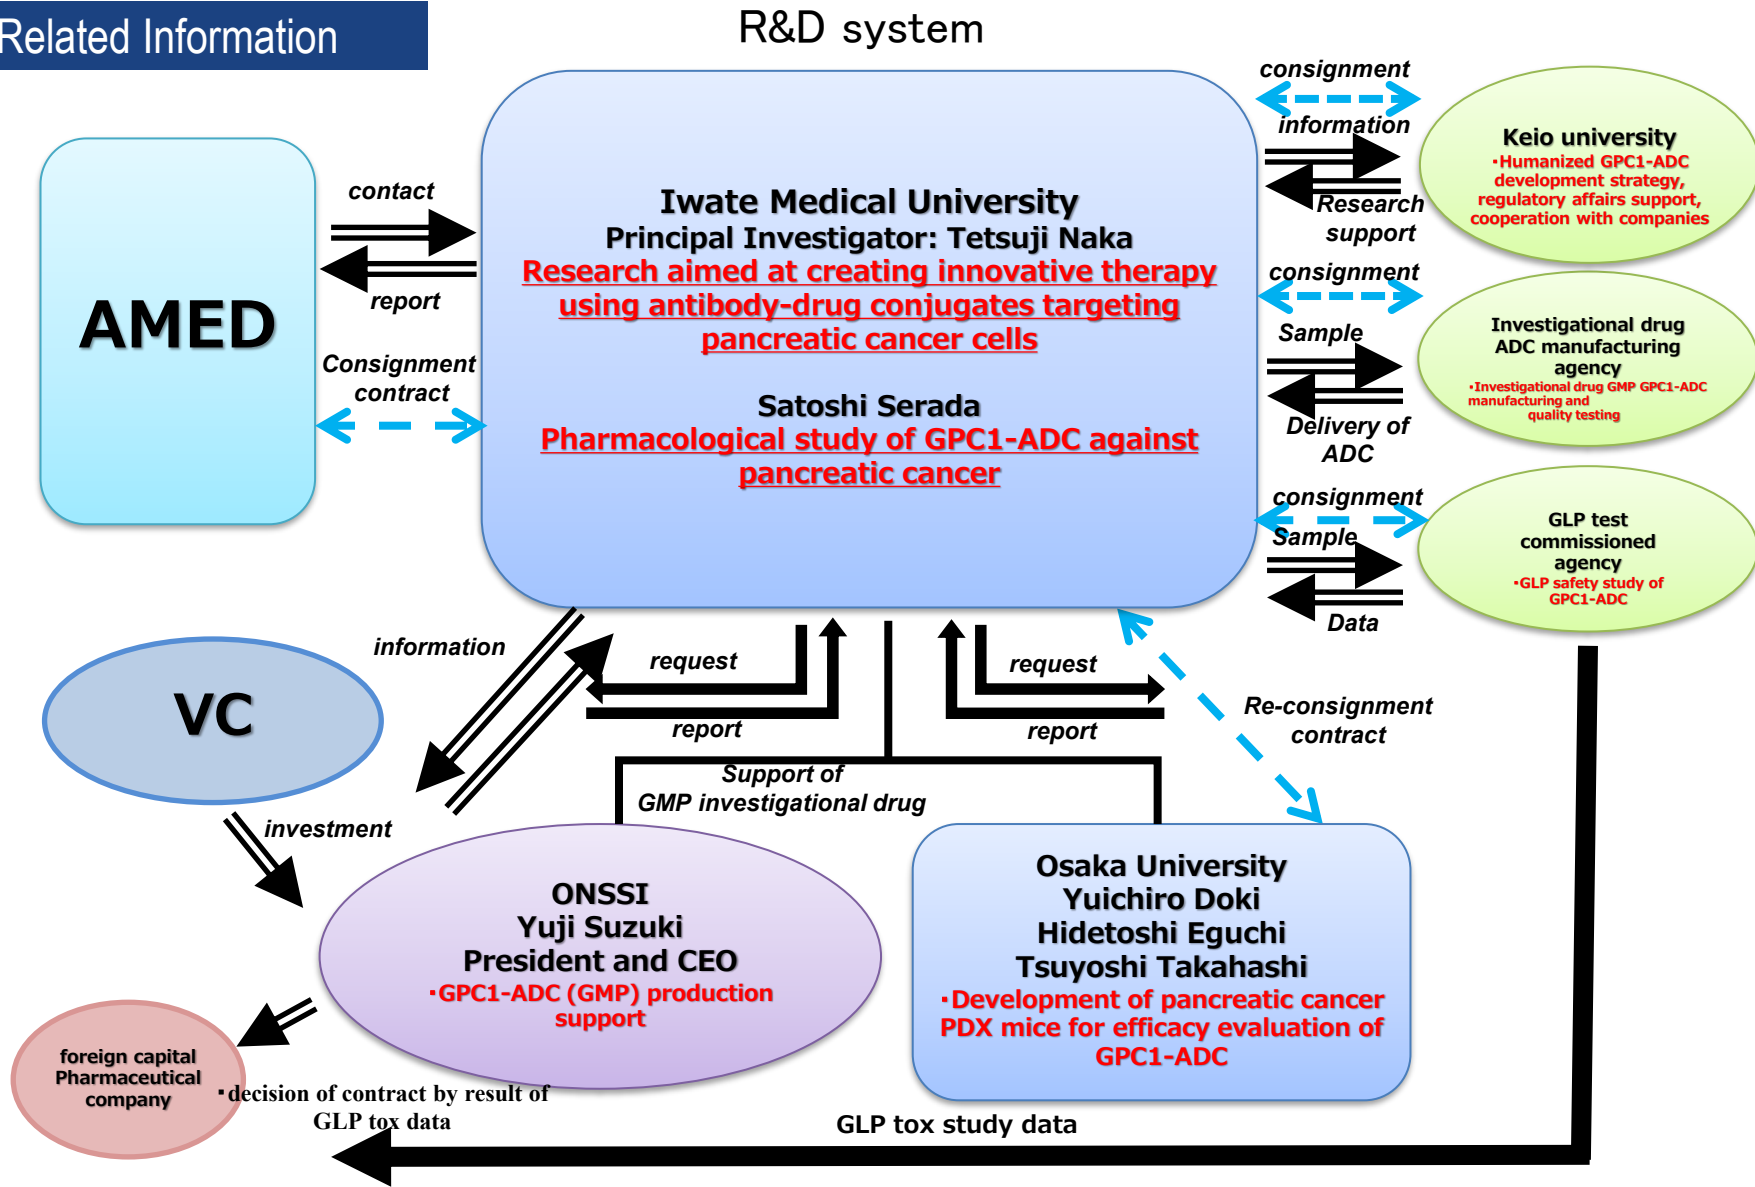 Related Information
R&D system
AMED
contact
report
Consignment
contract
Iwate Medical University
Principal Investigator: Tetsuji Naka
Research aimed at creating innovative therapy
using antibody-drug conjugates targeting
pancreatic cancer cells
Satoshi Serada
Pharmacological study of GPC1-ADC against
pancreatic cancer
consignment
information
Research
support
Keio university
・Humanized GPC1-ADC
development strategy,
regulatory affairs support,
cooperation with companies
consignment
Sample
Delivery of
ADC
Investigational drug
ADC manufacturing
agency
・Investigational drug GMP GPC1-ADC
manufacturing and
quality testing
consignment
Sample
Data
GLP test
commissioned
agency
・GLP safety study of
GPC1-ADC
information
request
report
request
report
Re-consignment
contract
VC
investment
Support of
GMP investigational drug
ONSSI
Yuji Suzuki
President and CEO
・GPC1-ADC (GMP) production
support
Osaka University
Yuichiro Doki
Hidetoshi Eguchi
Tsuyoshi Takahashi
・Development of pancreatic cancer
PDX mice for efficacy evaluation of
GPC1-ADC
foreign capital
Pharmaceutical
company
・decision of contract by result of
GLP tox data
GLP tox study data